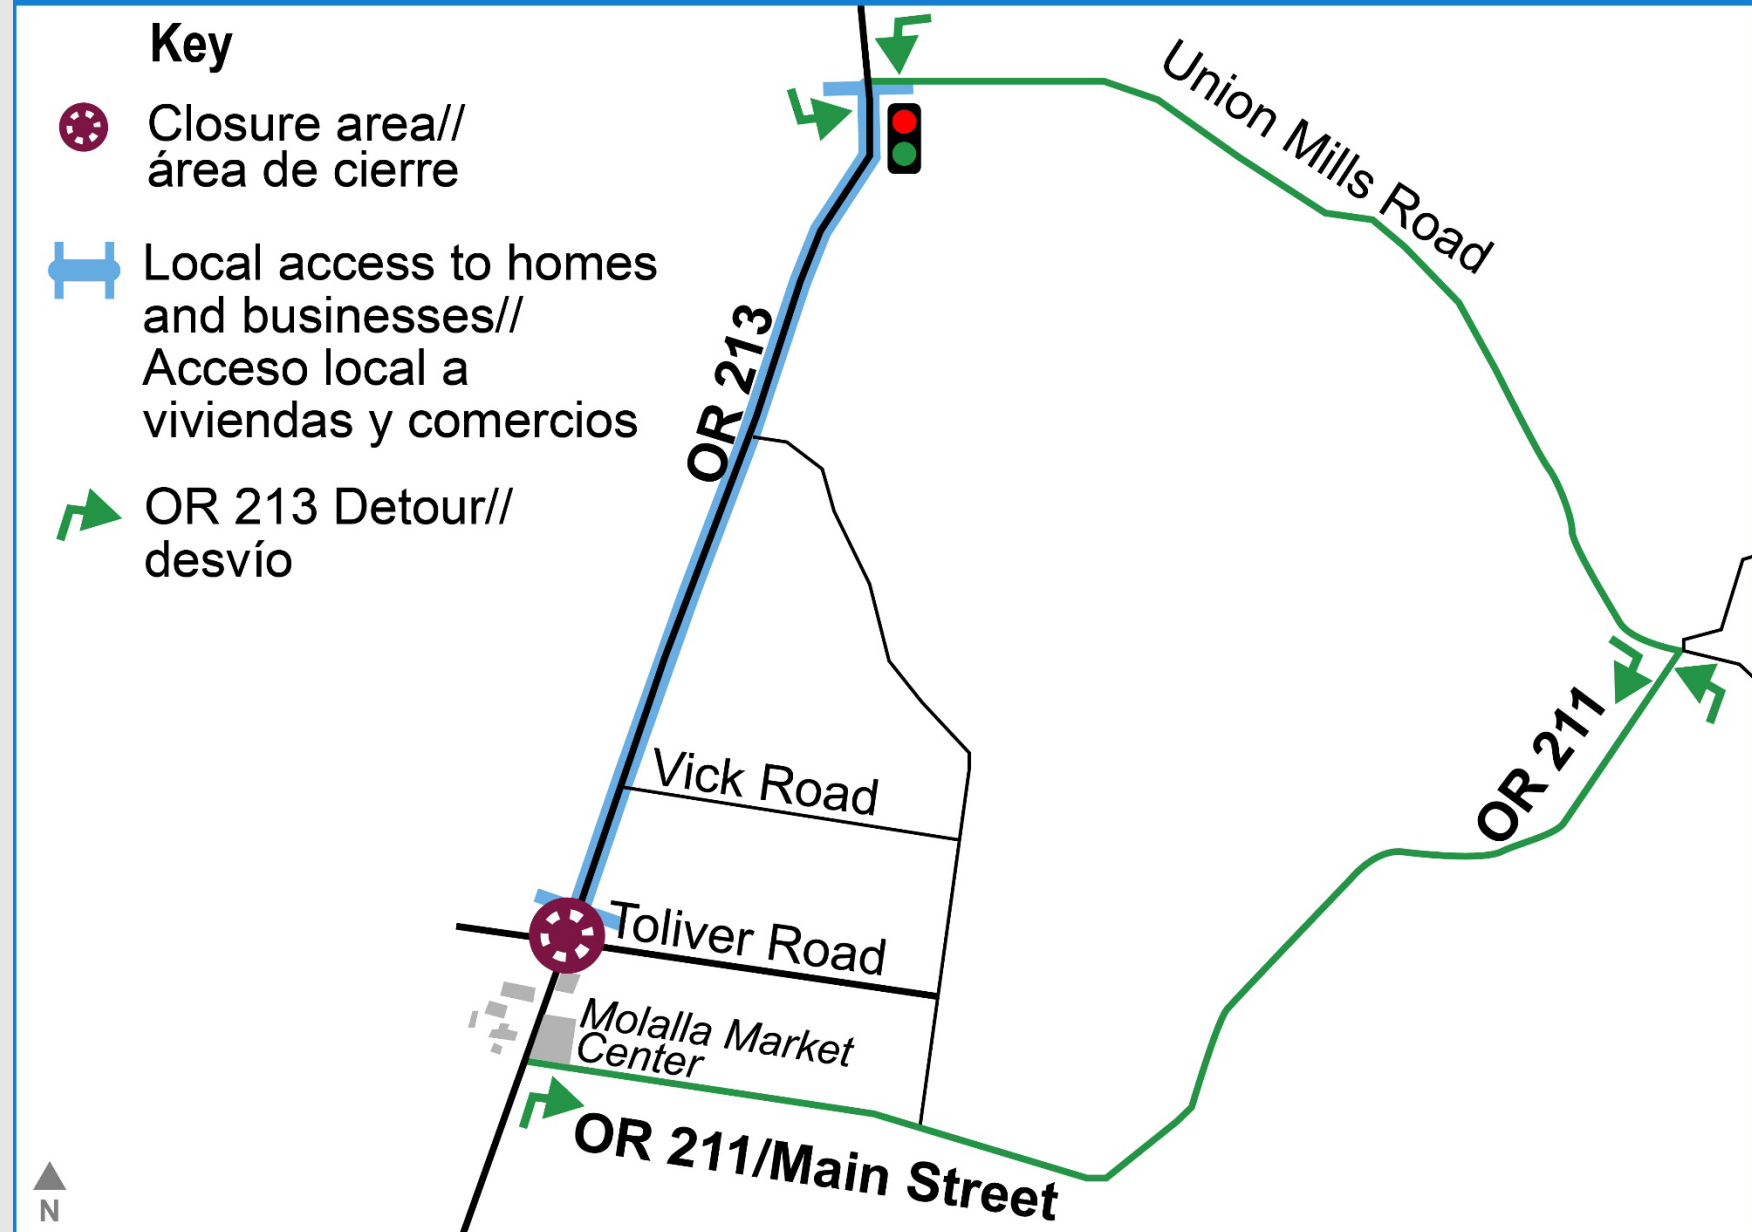 Key
Closure area//
área de cierre
Local access to homes
and businesses//
Acceso local a
viviendas y comercios
OR 213 Detour//
desvío
Union Mills Road
OR 213
OR 211
Vick Road
Toliver Road
Molalla Market
Center
OR 211/Main Street
N